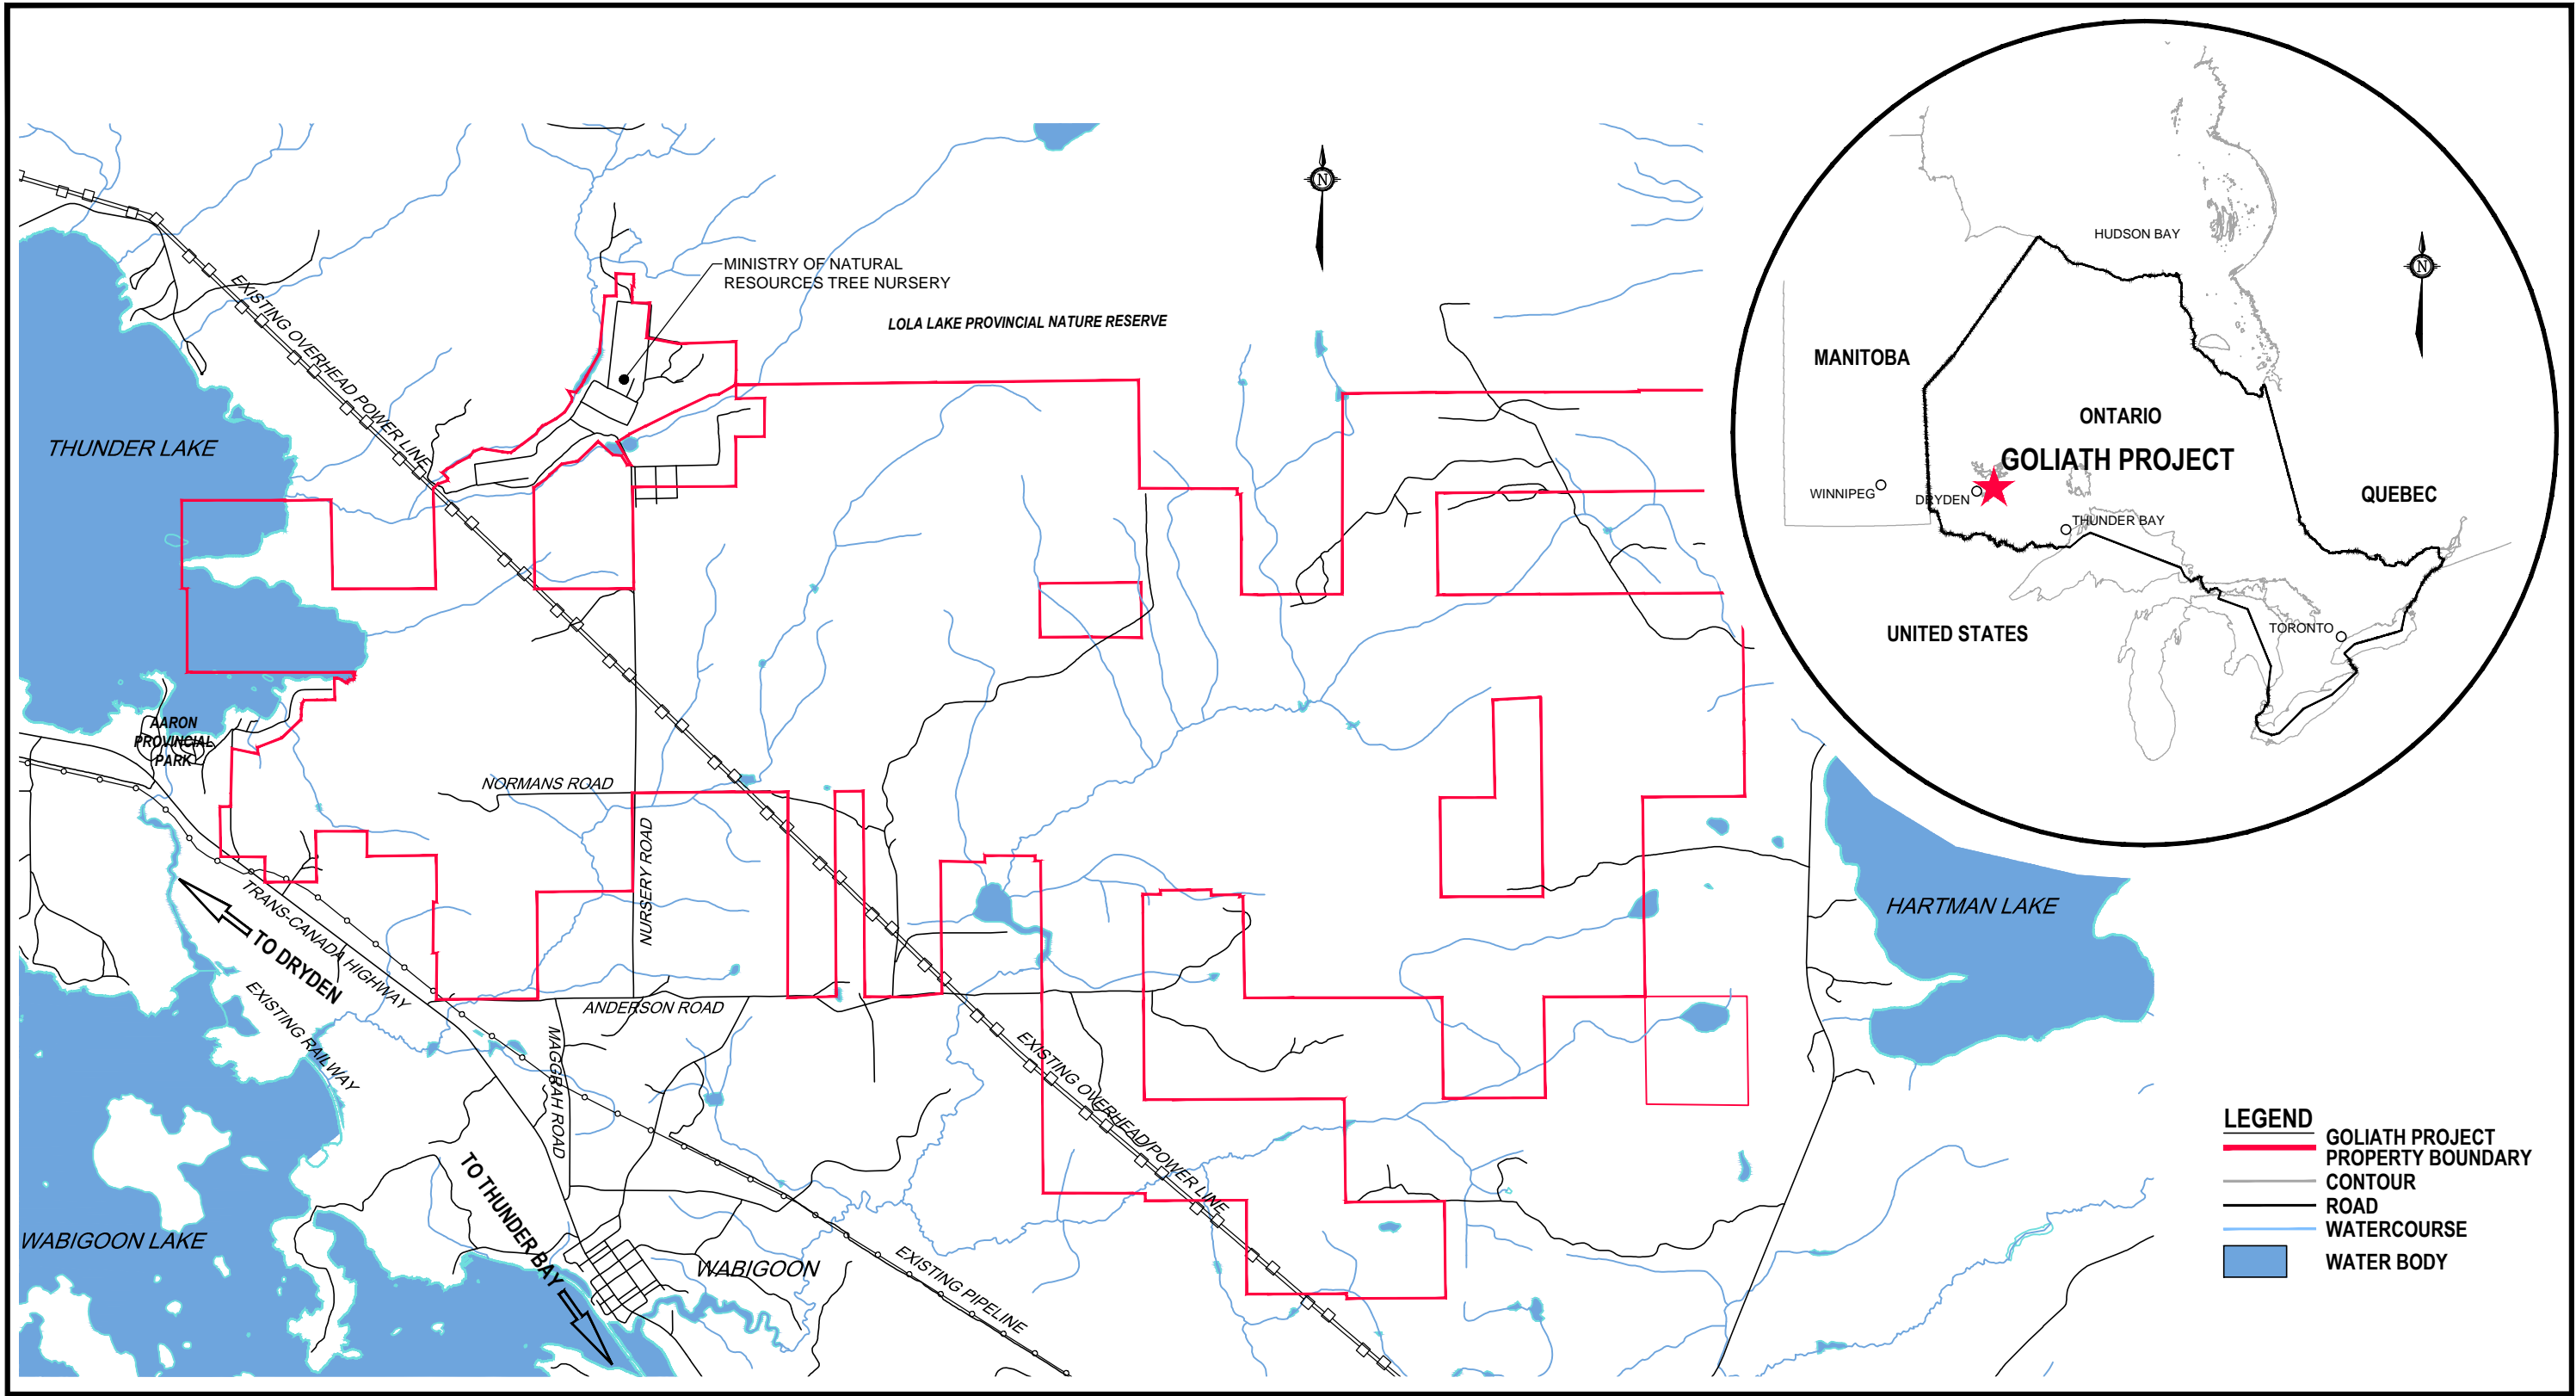 MINISTRY OF NATURAL
RESOURCES TREE NURSERY
LOLA LAKE PROVINCIAL NATURE RESERVE
N
EXISTING OVERHEAD POWER LINE
THUNDER LAKE
AARON
PROVINCIAL
PARK
NORMANS ROAD
NURSERY ROAD
TRANS-CANADA HIGHWAY
TO DRYDEN
EXISTING RAILWAY
ANDERSON ROAD
MAGGRAH ROAD
EXISTING OVERHEAD POWER LINE
TO THUNDER BAY
WABIGOON LAKE
WABIGOON
EXISTING PIPELINE
HARTMAN LAKE
HUDSON BAY
N
MANITOBA
ONTARIO
GOLIATH PROJECT
WINNIPEG
DRYDEN
QUEBEC
THUNDER BAY
UNITED STATES
TORONTO
LEGEND
GOLIATH PROJECT
PROPERTY BOUNDARY
CONTOUR
ROAD
WATERCOURSE
WATER BODY